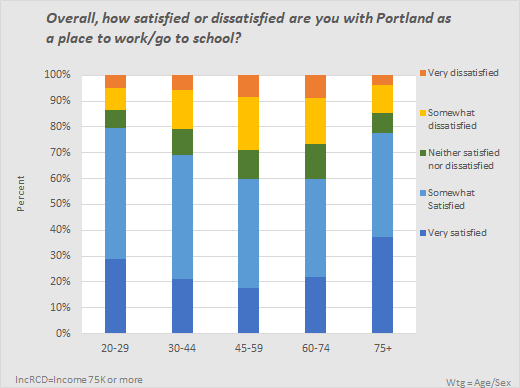 Overall, how satisfied or dissatisfied are you with Portland as
a place to work/go to school?
100%
90%
80%
70%
60%
50%
40%
30%
20%
10%
0%
Percent
20-29
30-44
45-59
60-74
75+
Very dissatisfied
Somewhat
dissatisfied
Neither satisfied
nor dissatisfied
Somewhat
Satisfied
Very satisfied
IncRCD=Income 75K or more
Wtg = Age/Sex